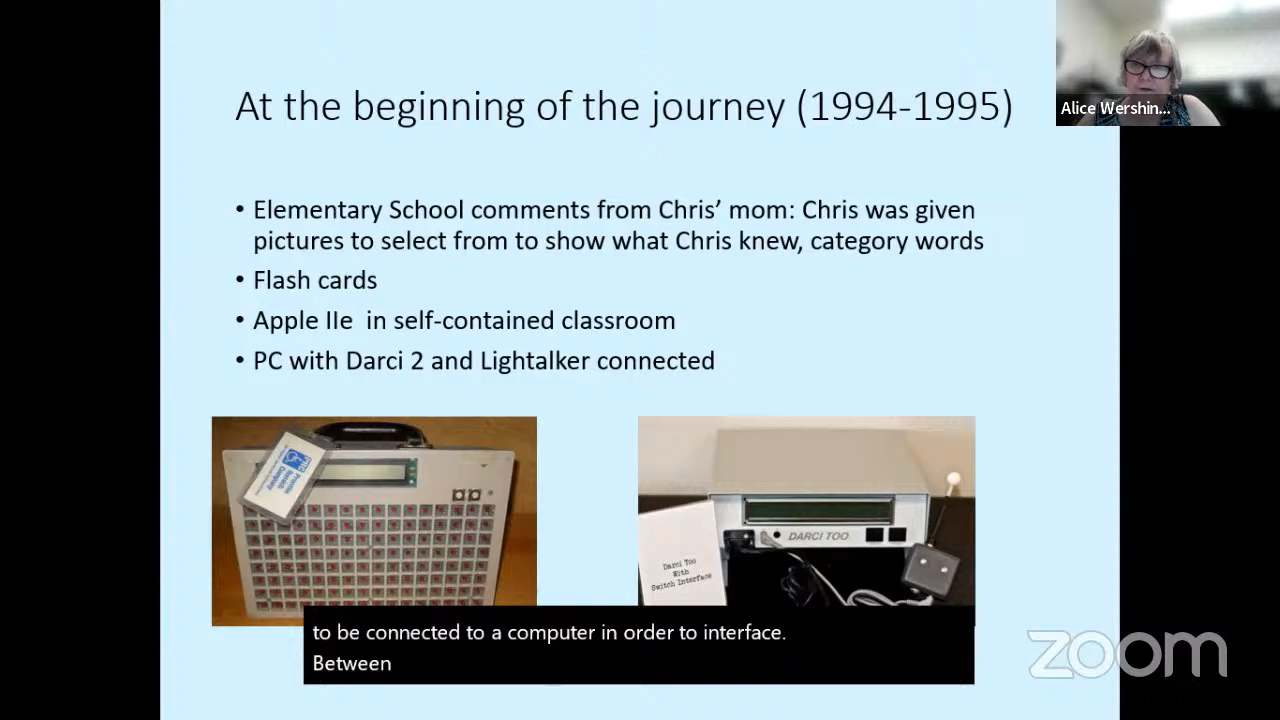 At the beginning of the journey (1994-1995)
Alice Wershin...
• Elementary School comments from Chris’ mom: Chris was given
pictures to select from to show what Chris knew, category words
• Flash cards
• Apple IIe in self-contained classroom
• PC with Darci 2 and Lightalker connected
DARCI TOO
Darci Too
With
Switch Interface
to be connected to a computer in order to interface.
Between
zoom